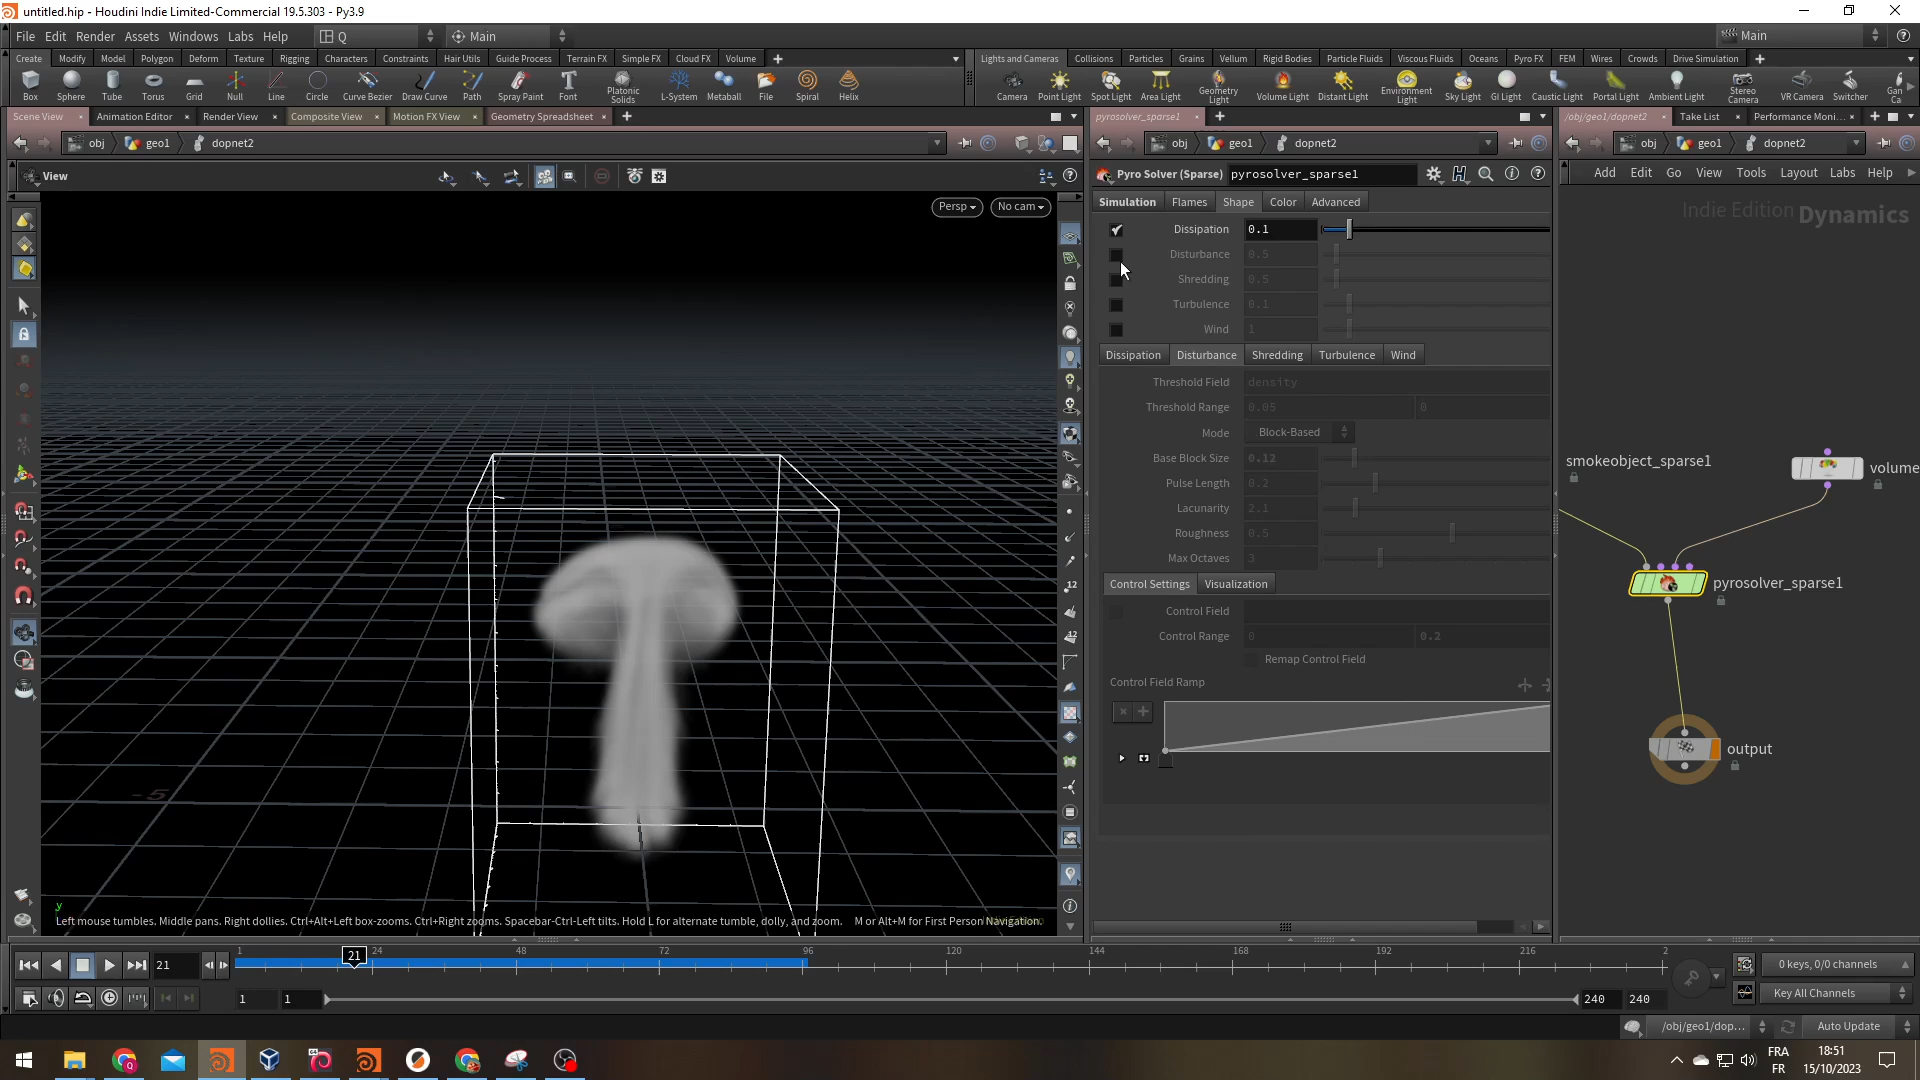 untitled.hip - Houdini Indie Limited-Commercial 19.5.303 - Py3.9
File Edit Render Assets Windows Labs Help Q Main Main
Create Modify Model Polygon Deform Texture Rigging Characters Constraints Hair Utils Guide Process Terrain FX Simple FX Cloud FX Volume
Lights and Cameras Collisions Particles Grains Vellum Rigid Bodies Particle Fluids Viscous Fluids Oceans Pyro FX FEM Wires Crowds Drive Simulation
Box Sphere Tube Torus Grid Null Line Circle Curve Bezier Draw Curve Path Spray Paint Font Platonic Solids L-System Metaball File Spiral Helix
Camera Point Light Spot Light Area Light Geometry Light Volume Light Distant Light Environment Light Sky Light GI Light Caustic Light Portal Light Ambient Light Stereo Camera VR Camera Switcher Gan Ca
Scene View Animation Editor Render View Composite View Motion FX View Geometry Spreadsheet
pyrosolver_sparse1
/obj/geo1/dopnet2 Take List Performance Moni...
obj geo1 dopnet2
obj geo1 dopnet2
obj geo1 dopnet2
View
Persp No cam
Pyro Solver (Sparse) pyrosolver_sparse1
Add Edit Go View Tools Layout Labs Help
Simulation Flames Shape Color Advanced
Indie Edition Dynamics
Dissipation 0.1
Disturbance 0.5
Shredding 0.5
Turbulence 0.1
Wind 1
Dissipation Disturbance Shredding Turbulence Wind
Threshold Field density
Threshold Range 0.05 0
Mode Block-Based
Base Block Size 0.12
Pulse Length 0.2
Lacunarity 2.1
Roughness 0.5
Max Octaves 3
Control Settings Visualization
Control Field
Control Range 0 0.2
Remap Control Field
Control Field Ramp
smokeobject_sparse1
volume
pyrosolver_sparse1
output
-5
12
12
y
Left mouse tumbles. Middle pans. Right dollies. Ctrl+Alt+Left box-zooms. Ctrl+Right zooms. Spacebar-Ctrl-Left tilts. Hold L for alternate tumble, dolly, and zoom. M or Alt+M for First Person Navigation.
21
1 21 24 48 72 96 120 144 168 192 216 2
0 keys, 0/0 channels
1 1 240 240
Key All Channels
/obj/geo1/dop... Auto Update
FRA
FR
18:51
15/10/2023